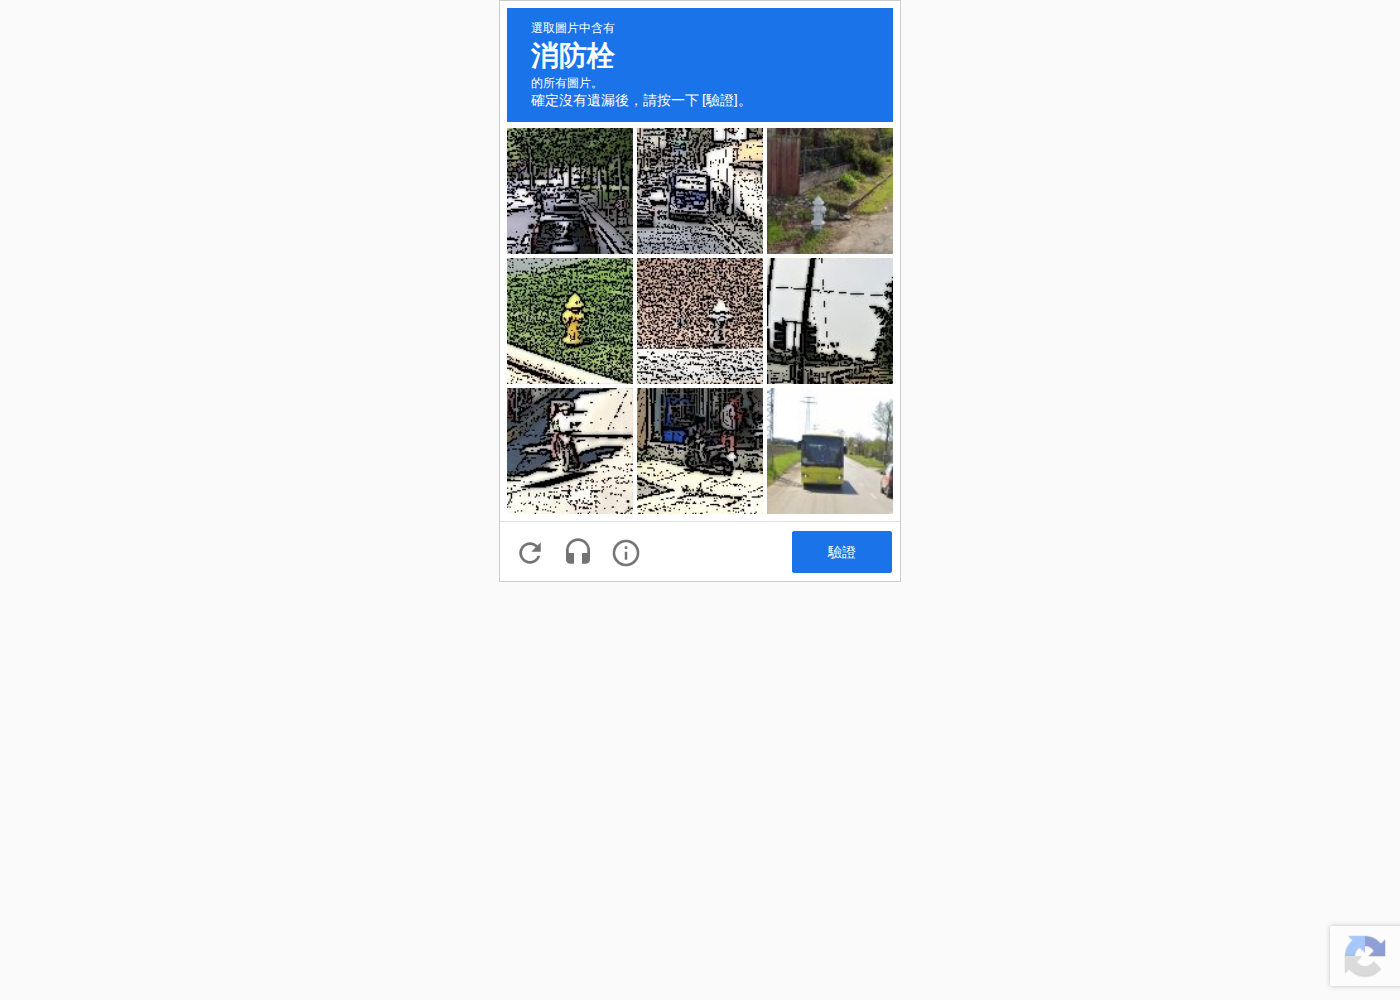 選取圖片中含有
消防栓
的所有圖片。
確定沒有遺漏後，請按一下 [驗證]。
驗證